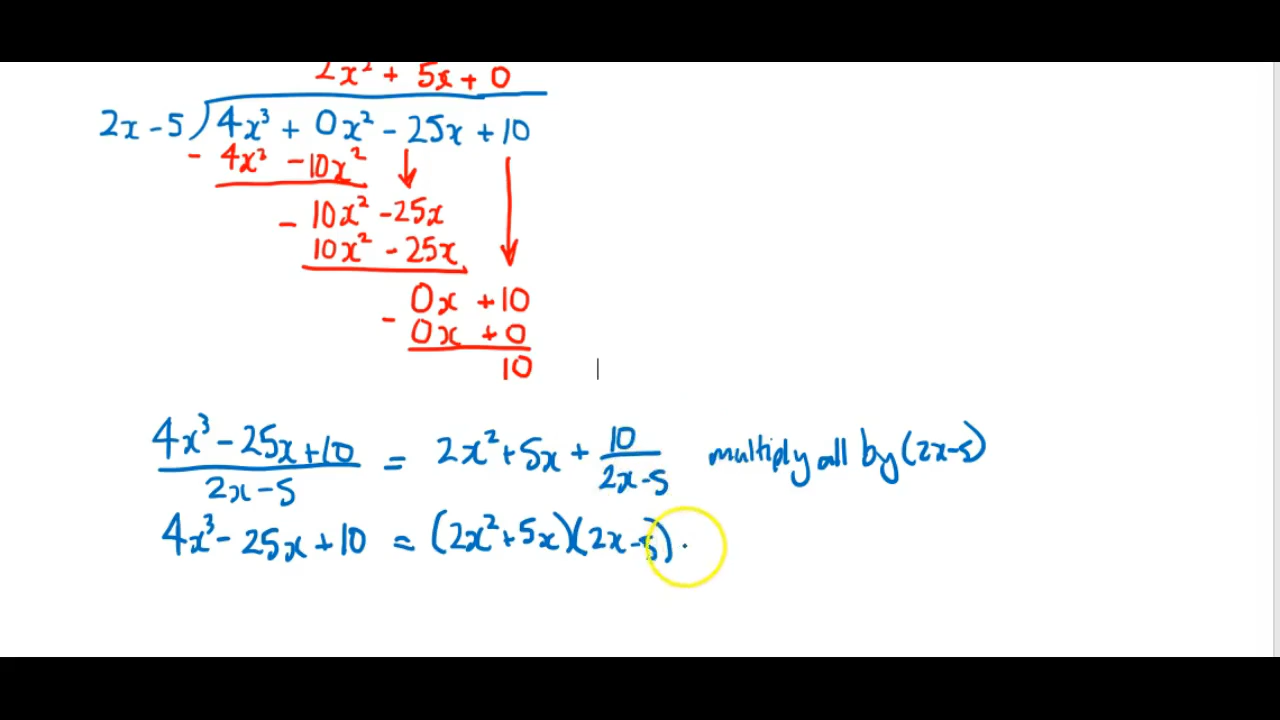 2x² + 5x + 0
2x - 5 ) 4x³ + 0x² - 25x + 10
- 4x³ - 10x²
- 10x² - 25x
10x² - 25x
- 0x + 10
0x + 0
10
(4x³ - 25x + 10)/(2x - 5) = 2x² + 5x + 10/(2x - 5) multiply all by (2x - 5)
4x³ - 25x + 10 = (2x² + 5x)(2x - 5)